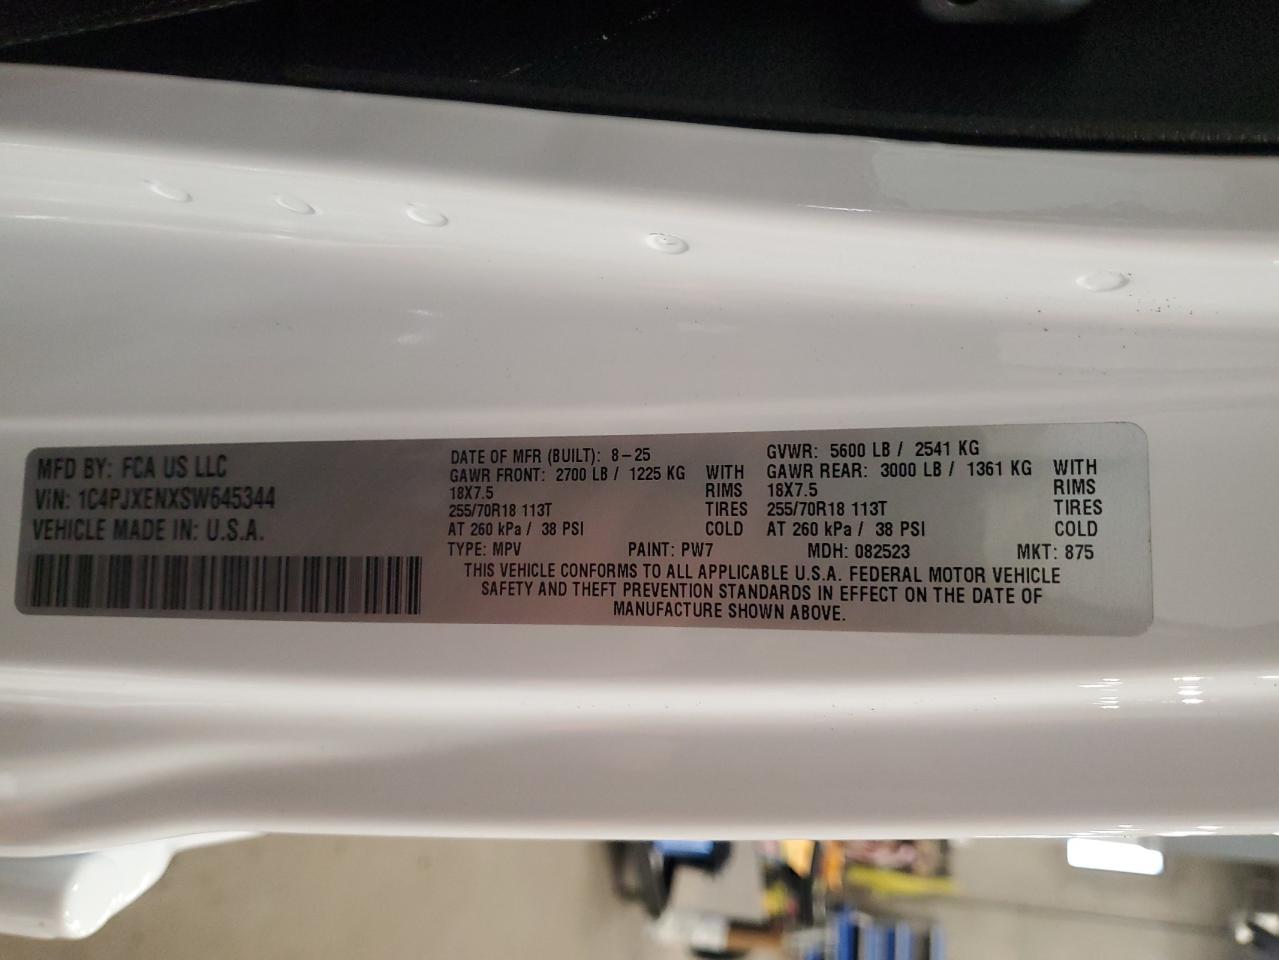 MFD BY: FCA US LLC
VIN: 1C4PJXENXSW645344
VEHICLE MADE IN: U.S.A.
DATE OF MFR (BUILT): 8-25
GAWR FRONT: 2700 LB / 1225 KG WITH
18X7.5 RIMS
255/70R18 113T TIRES
AT 260 kPa / 38 PSI COLD
GVWR: 5600 LB / 2541 KG
GAWR REAR: 3000 LB / 1361 KG WITH
18X7.5 RIMS
255/70R18 113T TIRES
AT 260 kPa / 38 PSI COLD
TYPE: MPV PAINT: PW7 MDH: 082523 MKT: 875
THIS VEHICLE CONFORMS TO ALL APPLICABLE U.S.A. FEDERAL MOTOR VEHICLE
SAFETY AND THEFT PREVENTION STANDARDS IN EFFECT ON THE DATE OF
MANUFACTURE SHOWN ABOVE.